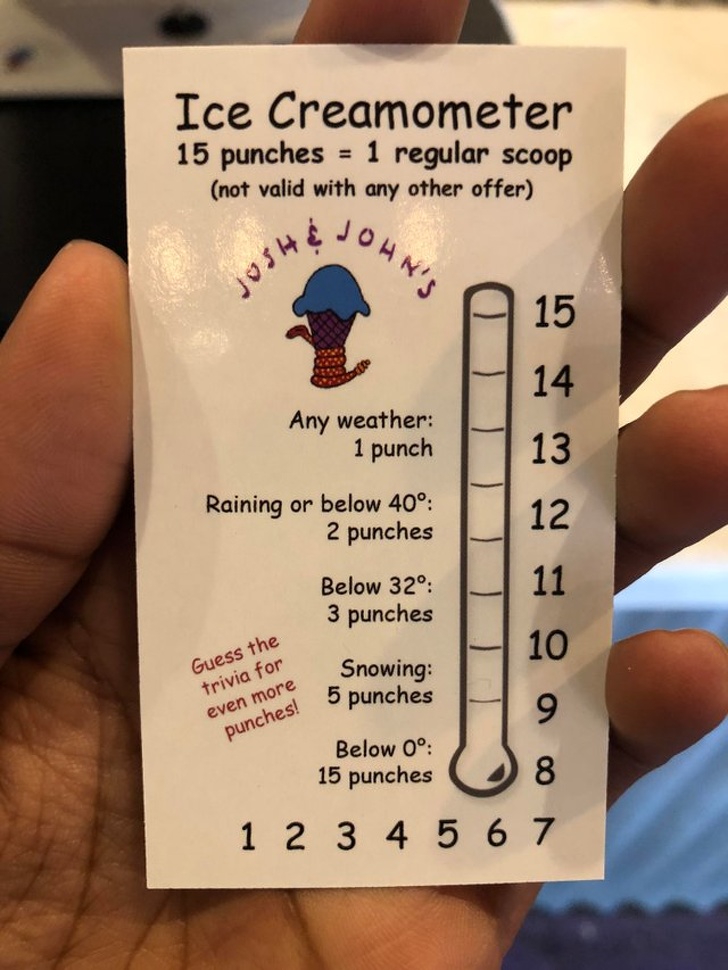 Ice Creamometer
15 punches = 1 regular scoop
(not valid with any other offer)
JOSH & JOHN'S
15
14
Any weather:
1 punch
13
Raining or below 40°:
2 punches
12
Below 32°:
3 punches
11
10
Guess the
trivia for
even more
punches!
Snowing:
5 punches
9
Below 0°:
15 punches
8
1 2 3 4 5 6 7